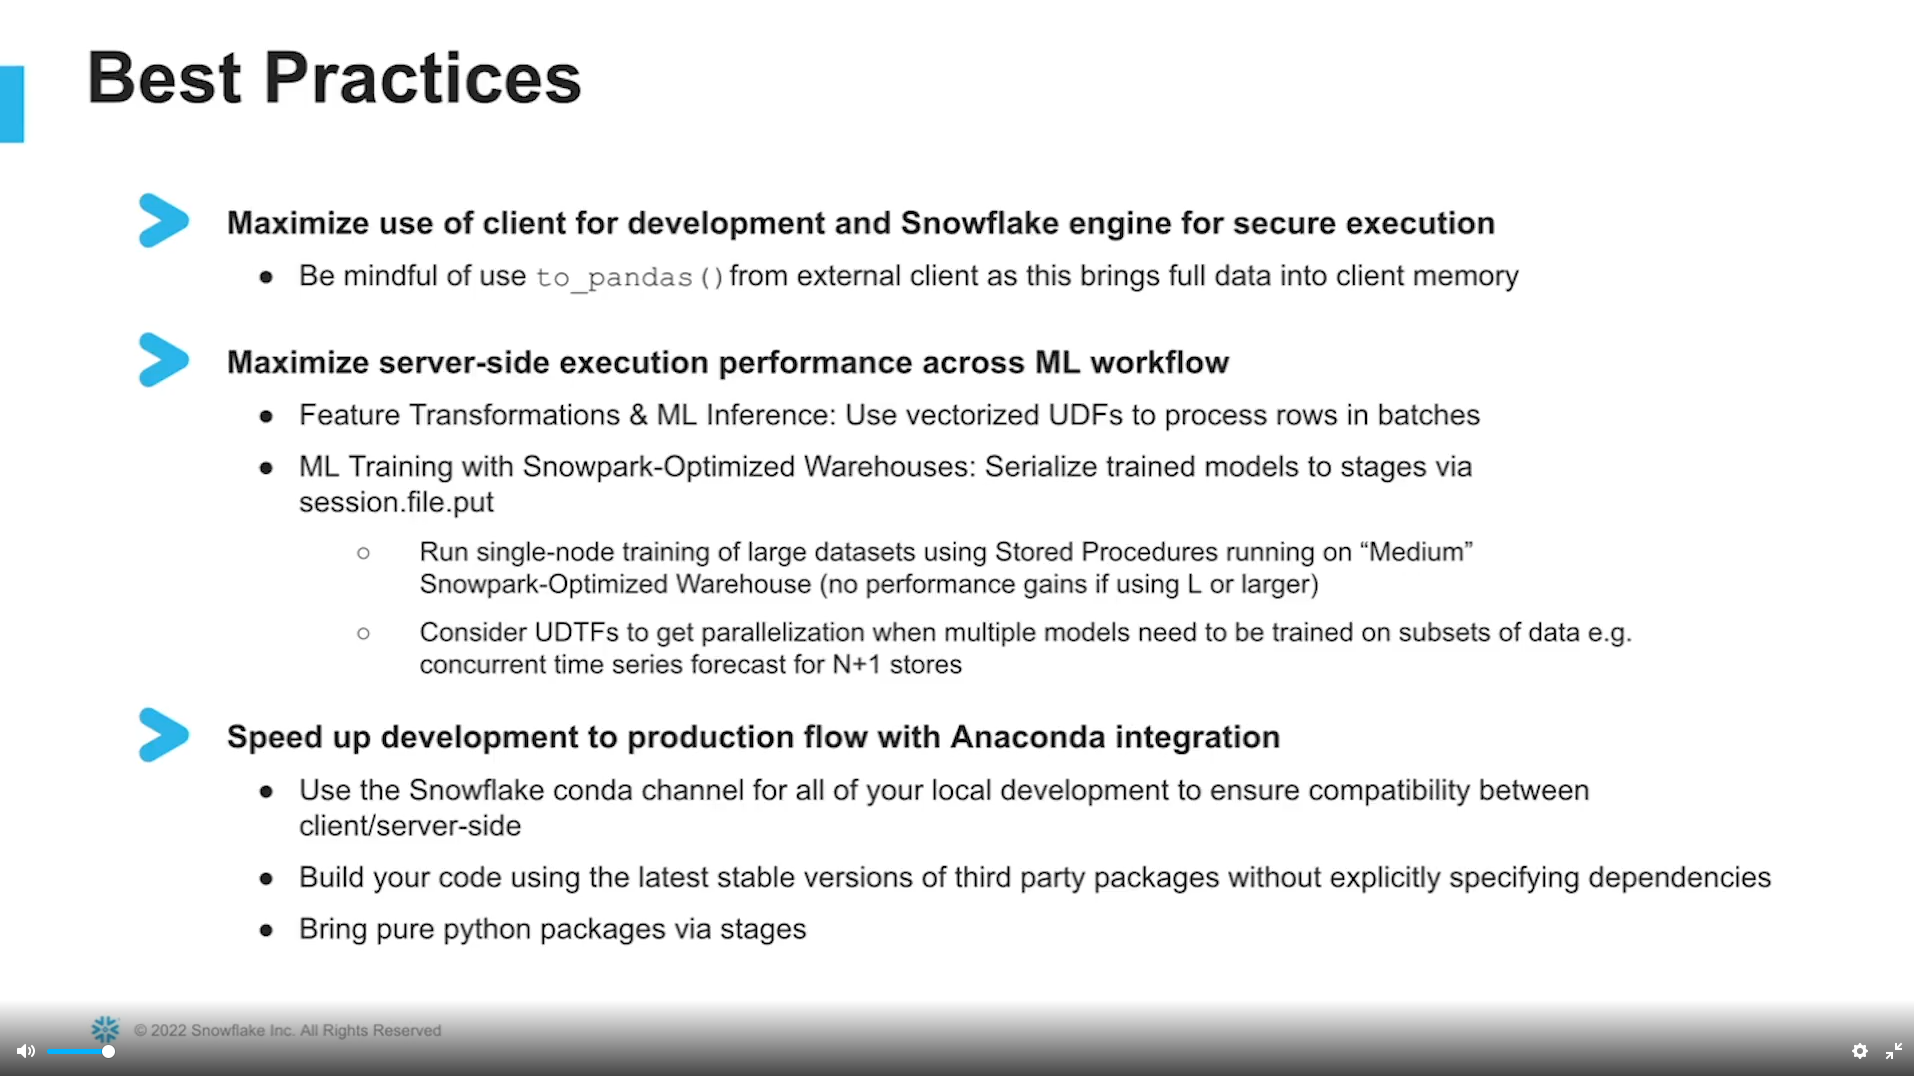 Best Practices
Maximize use of client for development and Snowflake engine for secure execution
● Be mindful of use to_pandas() from external client as this brings full data into client memory
Maximize server-side execution performance across ML workflow
● Feature Transformations & ML Inference: Use vectorized UDFs to process rows in batches
● ML Training with Snowpark-Optimized Warehouses: Serialize trained models to stages via
session.file.put
○ Run single-node training of large datasets using Stored Procedures running on “Medium”
Snowpark-Optimized Warehouse (no performance gains if using L or larger)
○ Consider UDTFs to get parallelization when multiple models need to be trained on subsets of data e.g.
concurrent time series forecast for N+1 stores
Speed up development to production flow with Anaconda integration
● Use the Snowflake conda channel for all of your local development to ensure compatibility between
client/server-side
● Build your code using the latest stable versions of third party packages without explicitly specifying dependencies
● Bring pure python packages via stages
© 2022 Snowflake Inc. All Rights Reserved